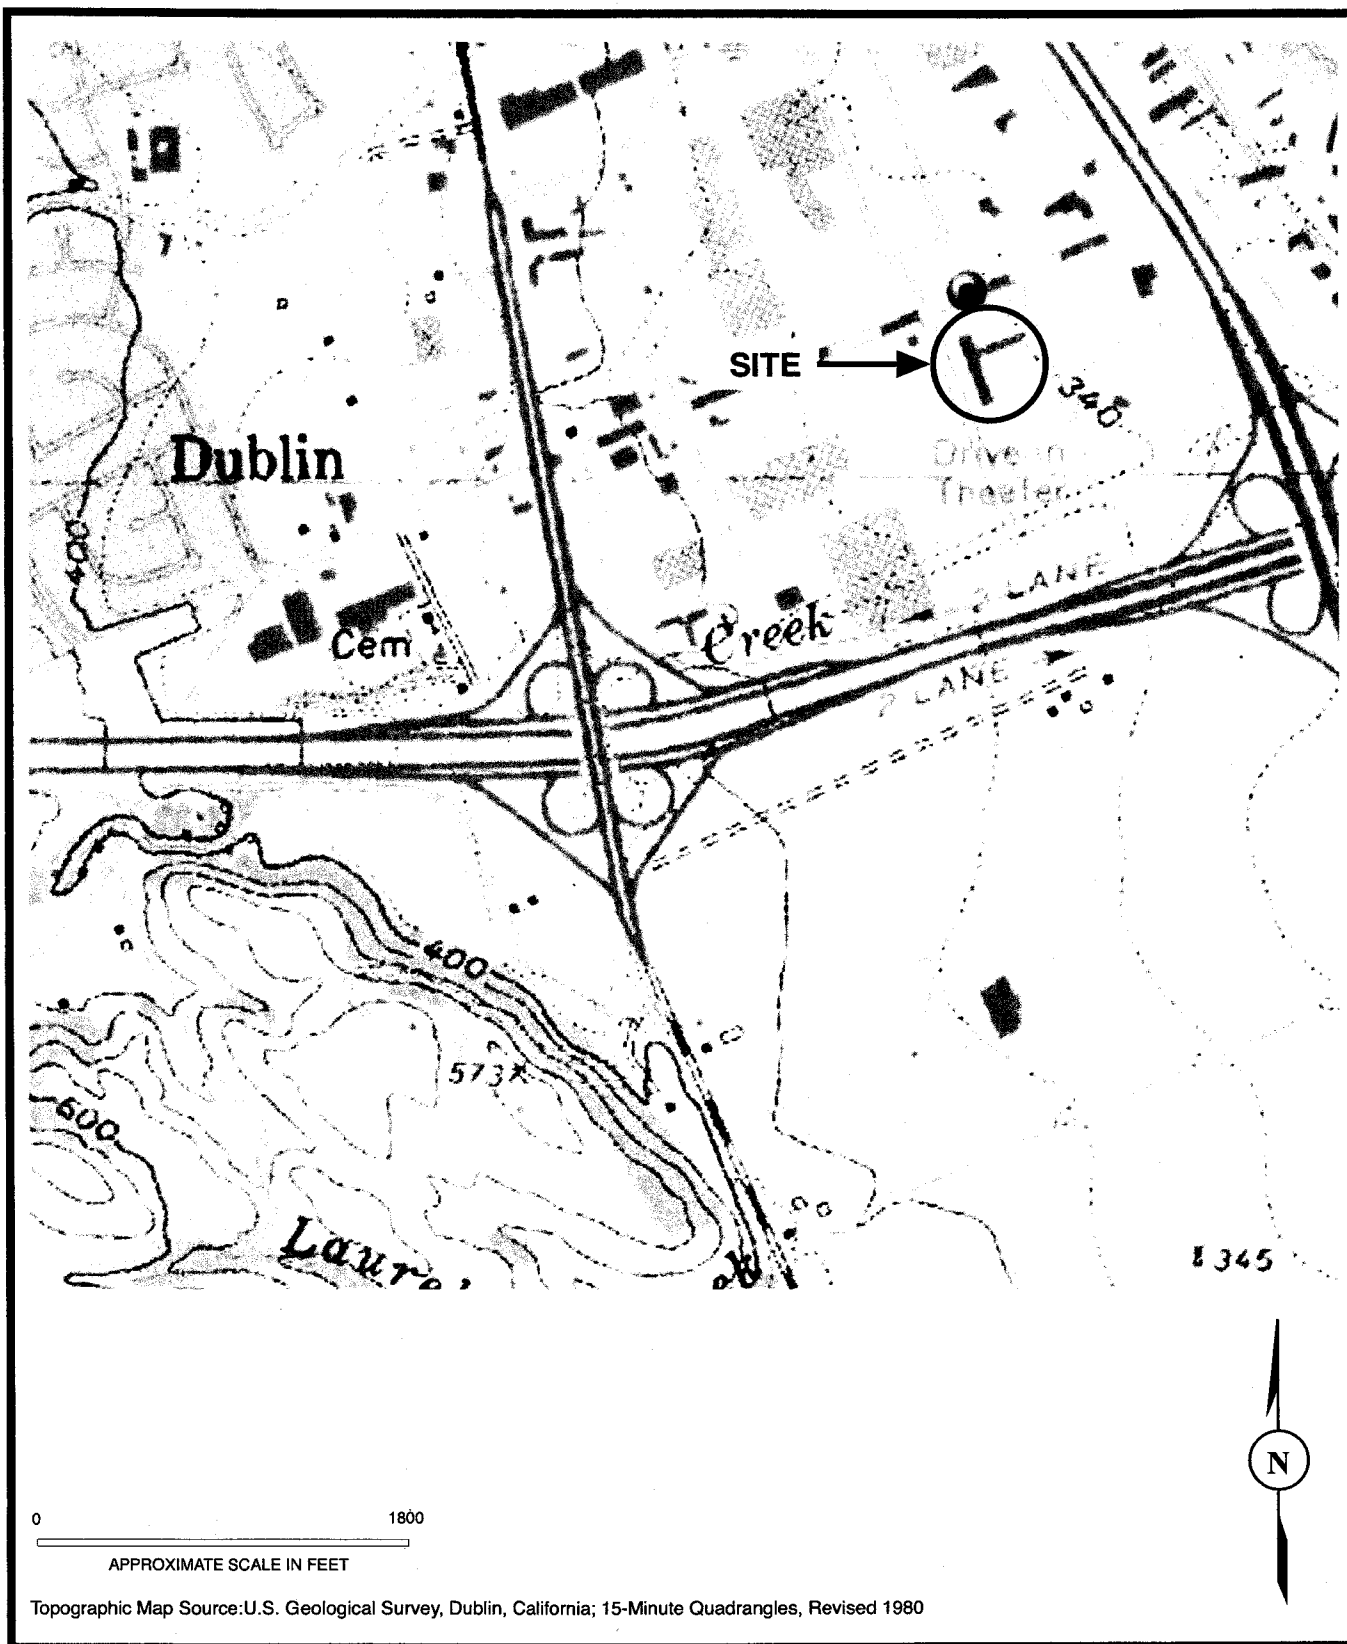 SITE
340
Dublin
Drive-in
Theater
400
2 LANE
Cem
Creek
2 LANE
400
573x
600
Laure
345
N
0 1800
APPROXIMATE SCALE IN FEET
Topographic Map Source:U.S. Geological Survey, Dublin, California; 15-Minute Quadrangles, Revised 1980